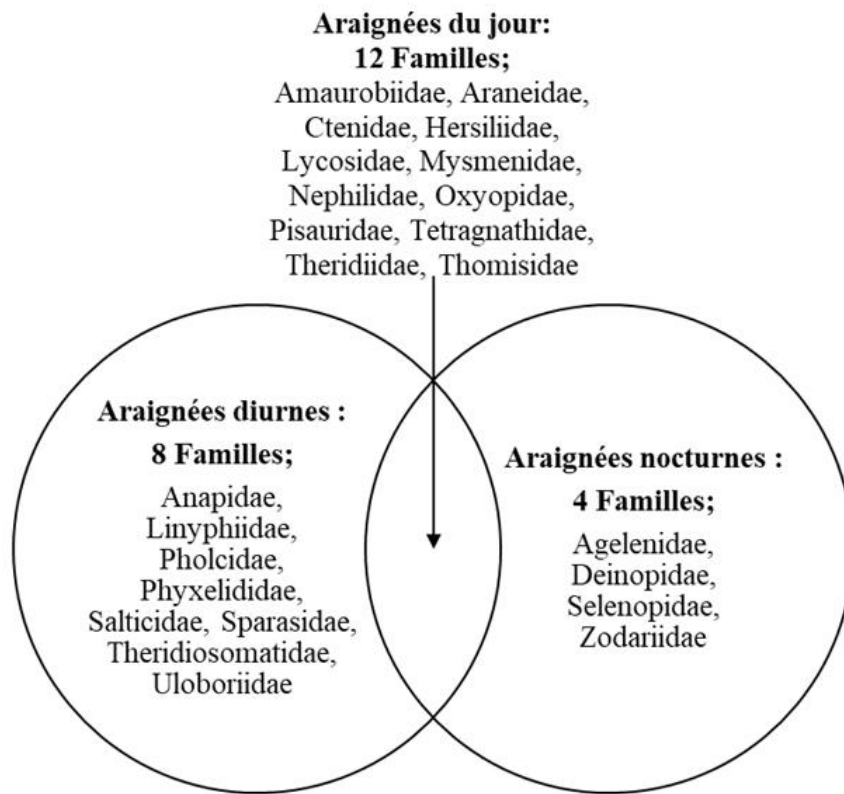 Araignées du jour:
12 Familles;
Amaurobiidae, Araneidae,
Ctenidae, Hersiliidae,
Lycosidae, Mysmenidae,
Nephilidae, Oxyopidae,
Pisauridae, Tetragnathidae,
Theridiidae, Thomisidae
Araignées diurnes :
8 Familles;
Anapidae,
Linyphiidae,
Pholcidae,
Phyxelididae,
Salticidae, Sparasidae,
Theridiosomatidae,
Uloboriidae
Araignées nocturnes :
4 Familles;
Agelenidae,
Deinopidae,
Selenopidae,
Zodariidae